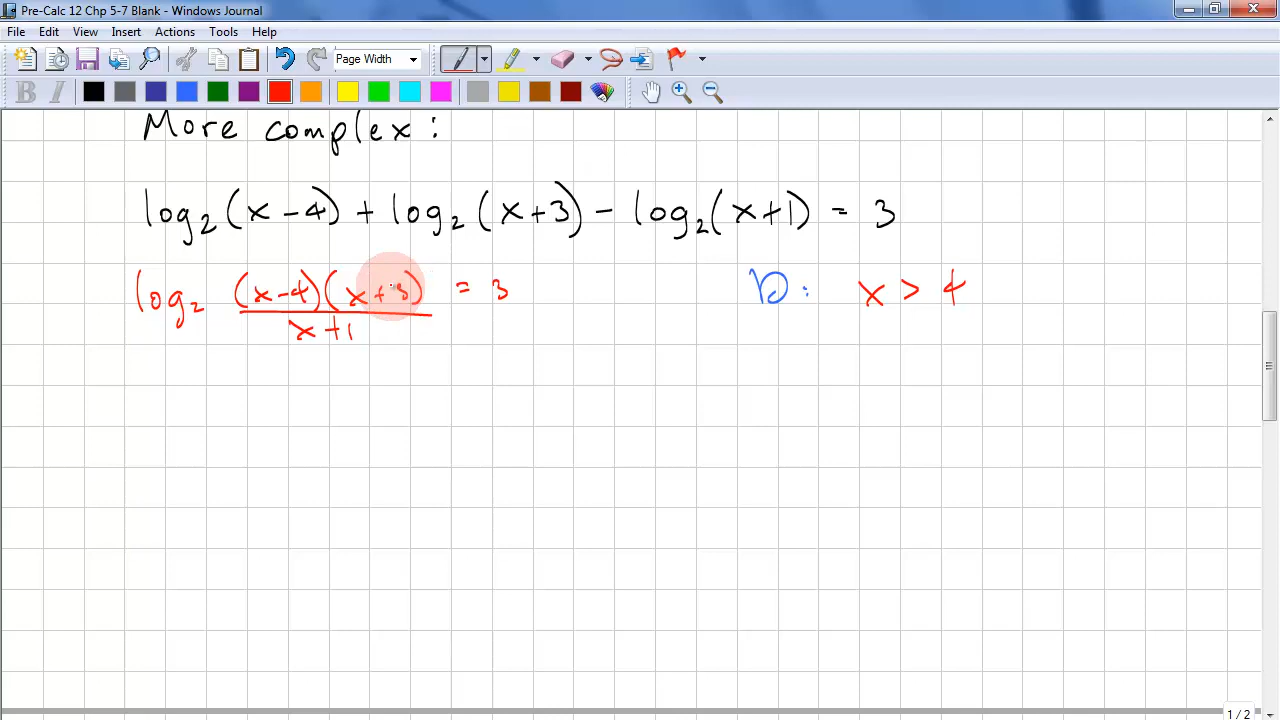 Pre-Calc 12 Chp 5-7 Blank - Windows Journal
File Edit View Insert Actions Tools Help
Page Width
B I
More complex:
log₂(x-4) + log₂(x+3) - log₂(x+1) = 3
log₂ (x-4)(x+3) = 3
x+1
D: x > 4
1 / 2